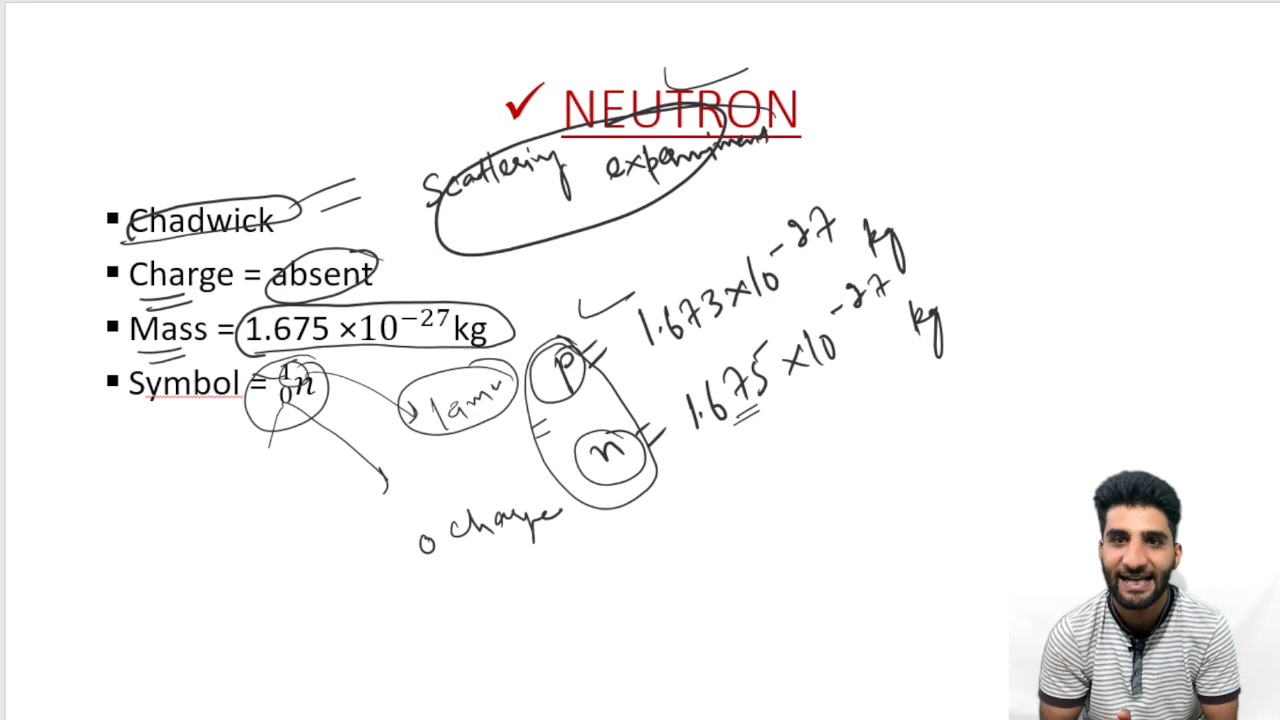 ✓ NEUTRON
Scattering experiment
▪ Chadwick
▪ Charge = absent
▪ Mass = 1.675 ×10⁻²⁷kg
▪ Symbol = ¹₀n
1amu
p = 1.673×10⁻²⁷ kg
n = 1.675×10⁻²⁷ kg
0 charge